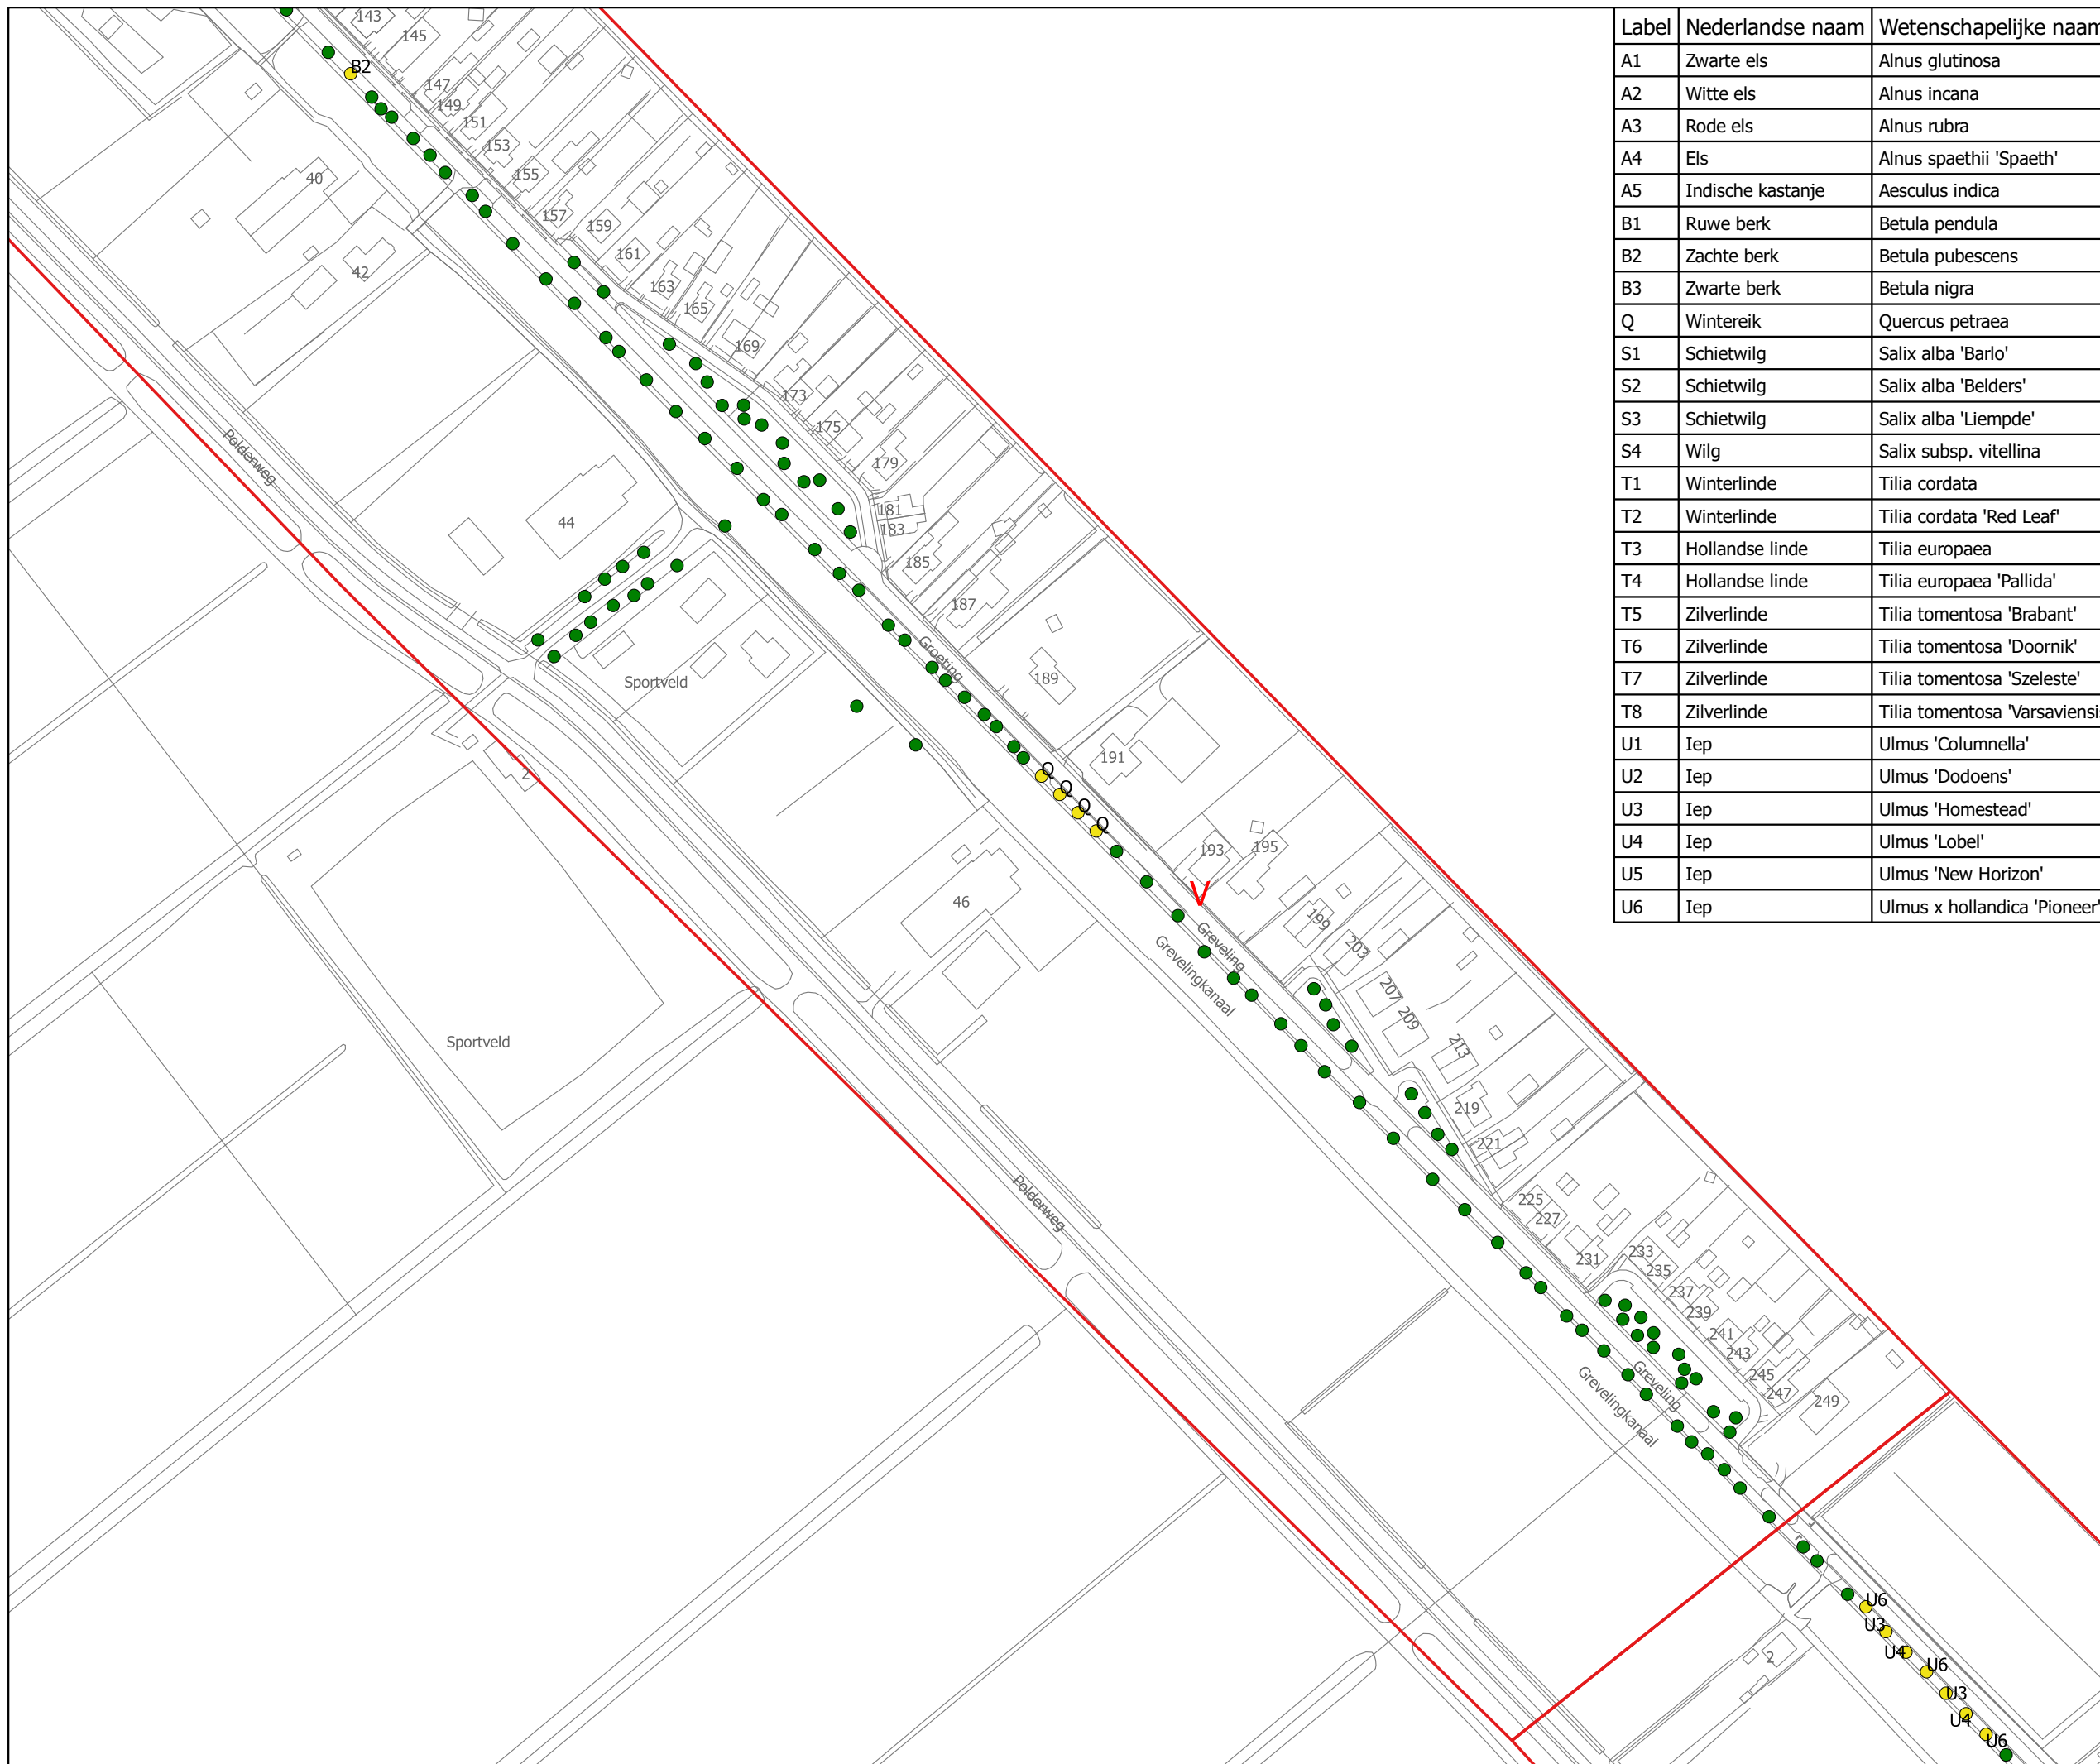 Label Nederlandse naam Wetenschapelijke naam
A1 Zwarte els Alnus glutinosa
A2 Witte els Alnus incana
A3 Rode els Alnus rubra
A4 Els Alnus spaethii 'Spaeth'
A5 Indische kastanje Aesculus indica
B1 Ruwe berk Betula pendula
B2 Zachte berk Betula pubescens
B3 Zwarte berk Betula nigra
Q Wintereik Quercus petraea
S1 Schietwilg Salix alba 'Barlo'
S2 Schietwilg Salix alba 'Belders'
S3 Schietwilg Salix alba 'Liempde'
S4 Wilg Salix subsp. vitellina
T1 Winterlinde Tilia cordata
T2 Winterlinde Tilia cordata 'Red Leaf'
T3 Hollandse linde Tilia europaea
T4 Hollandse linde Tilia europaea 'Pallida'
T5 Zilverlinde Tilia tomentosa 'Brabant'
T6 Zilverlinde Tilia tomentosa 'Doornik'
T7 Zilverlinde Tilia tomentosa 'Szeleste'
T8 Zilverlinde Tilia tomentosa 'Varsaviensi
U1 Iep Ulmus 'Columnella'
U2 Iep Ulmus 'Dodoens'
U3 Iep Ulmus 'Homestead'
U4 Iep Ulmus 'Lobel'
U5 Iep Ulmus 'New Horizon'
U6 Iep Ulmus x hollandica 'Pioneer'
143
145
B2
147
149
151
153
155
40
157
159
42
161
163
165
169
173
175
Polderweg
179
181
183
44
185
187
Groeting
189
Sportveld
191
2
Q
Q
Q
Q
193
195
V
46
199
Greveling
203
Grevelingkanaal
207
209
Sportveld
213
219
221
Polderweg
225
227
231
233
235
237
239
241
243
245
247
249
Greveling
Grevelingkanaal
U6
U3
U4
2
U6
U3
U4
U6